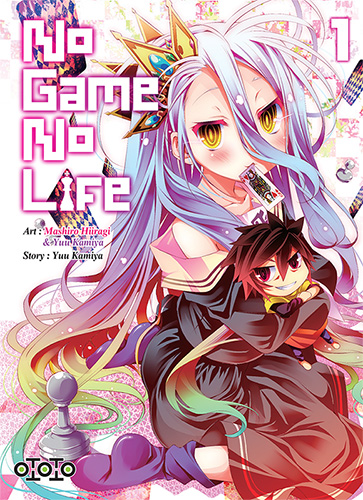 No
Game
No
Life
1
Art : Mashiro Hiiragi
& Yuu Kamiya
Story : Yuu Kamiya
OTOTO